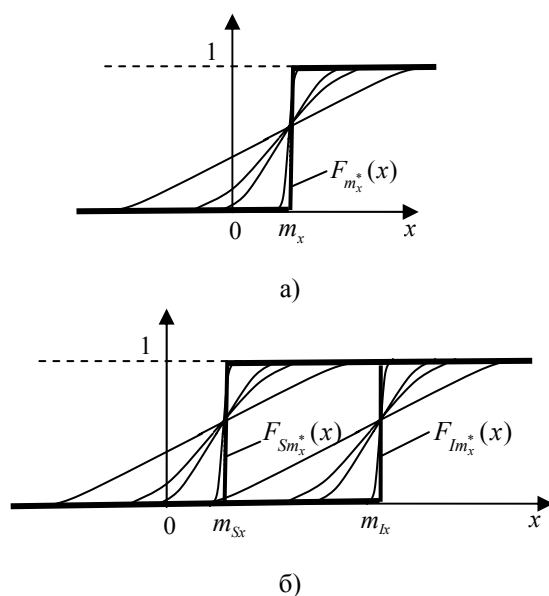 1
F_{m_x^*}(x)
0 m_x x
а)
1
F_{Sm_x^*}(x) F_{Im_x^*}(x)
0 m_{Sx} m_{Ix} x
б)